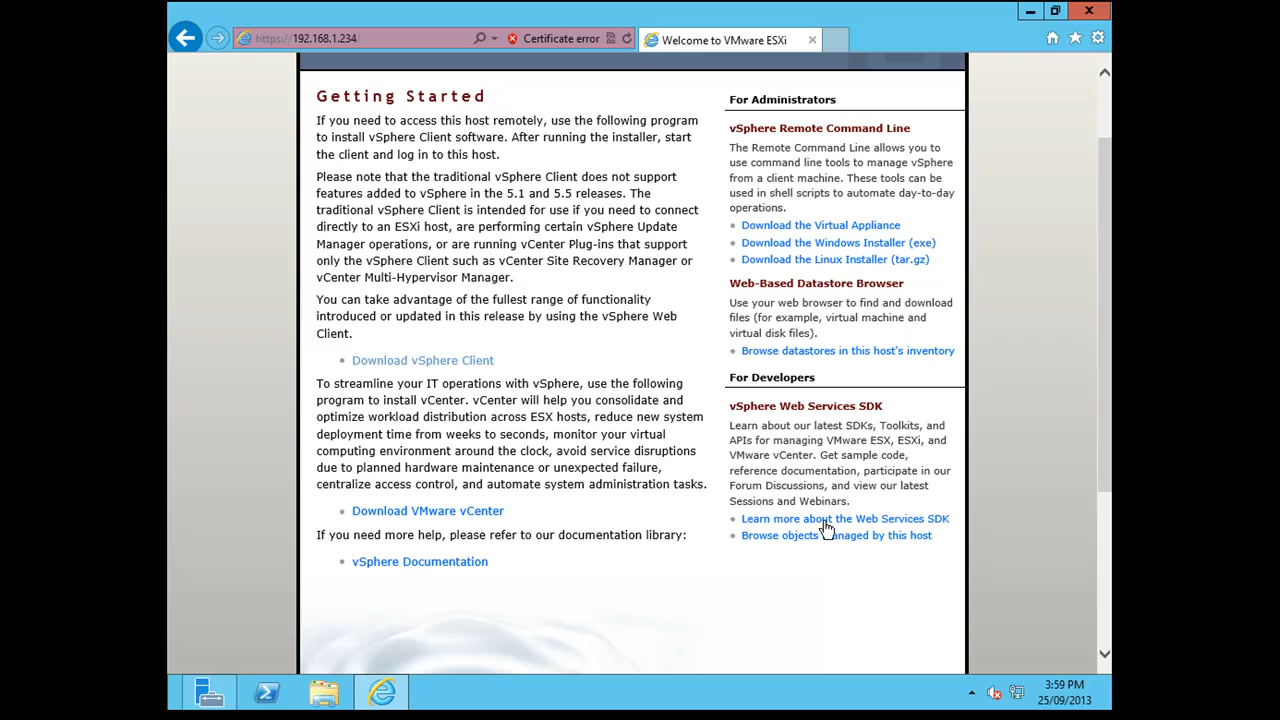 https://192.168.1.234/
Certificate error
Welcome to VMware ESXi
Getting Started
If you need to access this host remotely, use the following program
to install vSphere Client software. After running the installer, start
the client and log in to this host.
Please note that the traditional vSphere Client does not support
features added to vSphere in the 5.1 and 5.5 releases. The
traditional vSphere Client is intended for use if you need to connect
directly to an ESXi host, are performing certain vSphere Update
Manager operations, or are running vCenter Plug-ins that support
only the vSphere Client such as vCenter Site Recovery Manager or
vCenter Multi-Hypervisor Manager.
You can take advantage of the fullest range of functionality
introduced or updated in this release by using the vSphere Web
Client.
Download vSphere Client
To streamline your IT operations with vSphere, use the following
program to install vCenter. vCenter will help you consolidate and
optimize workload distribution across ESX hosts, reduce new system
deployment time from weeks to seconds, monitor your virtual
computing environment around the clock, avoid service disruptions
due to planned hardware maintenance or unexpected failure,
centralize access control, and automate system administration tasks.
Download VMware vCenter
If you need more help, please refer to our documentation library:
vSphere Documentation
For Administrators
vSphere Remote Command Line
The Remote Command Line allows you to
use command line tools to manage vSphere
from a client machine. These tools can be
used in shell scripts to automate day-to-day
operations.
Download the Virtual Appliance
Download the Windows Installer (exe)
Download the Linux Installer (tar.gz)
Web-Based Datastore Browser
Use your web browser to find and download
files (for example, virtual machine and
virtual disk files).
Browse datastores in this host's inventory
For Developers
vSphere Web Services SDK
Learn about our latest SDKs, Toolkits, and
APIs for managing VMware ESX, ESXi, and
VMware vCenter. Get sample code,
reference documentation, participate in our
Forum Discussions, and view our latest
Sessions and Webinars.
Learn more about the Web Services SDK
Browse objects managed by this host
3:59 PM
25/09/2013